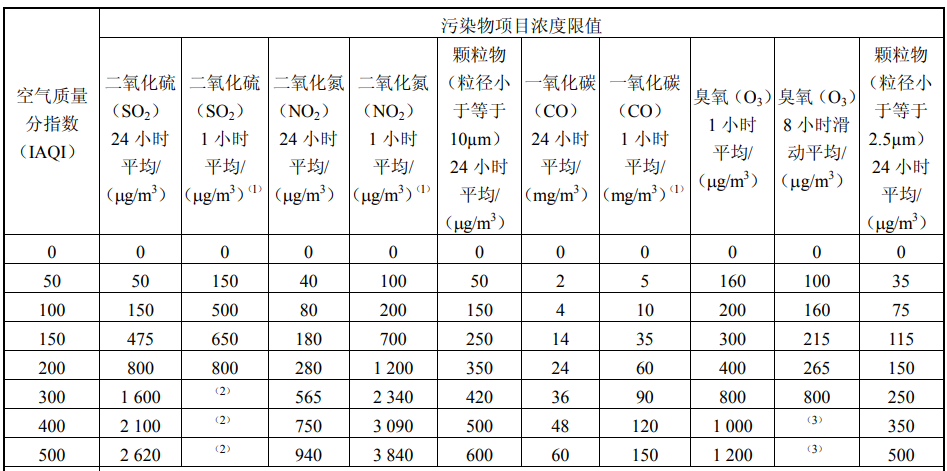 污染物项目浓度限值
空气质量
分指数
（IAQI）
二氧化硫
（SO2）
24 小时
平均/
（μg/m3）
二氧化硫
（SO2）
1 小时
平均/
（μg/m3）（1）
二氧化氮
（NO2）
24 小时
平均/
（μg/m3）
二氧化氮
（NO2）
1 小时
平均/
（μg/m3）（1）
颗粒物
（粒径小
于等于
10μm）
24 小时
平均/
（μg/m3）
一氧化碳
（CO）
24 小时
平均/
（mg/m3）
一氧化碳
（CO）
1 小时
平均/
（mg/m3）（1）
臭氧（O3）
1 小时
平均/
（μg/m3）
臭氧（O3）
8 小时滑
动平均/
（μg/m3）
颗粒物
（粒径小
于等于
2.5μm）
24 小时
平均/
（μg/m3）
0 0 0 0 0 0 0 0 0 0 0
50 50 150 40 100 50 2 5 160 100 35
100 150 500 80 200 150 4 10 200 160 75
150 475 650 180 700 250 14 35 300 215 115
200 800 800 280 1 200 350 24 60 400 265 150
300 1 600 （2） 565 2 340 420 36 90 800 800 250
400 2 100 （2） 750 3 090 500 48 120 1 000 （3） 350
500 2 620 （2） 940 3 840 600 60 150 1 200 （3） 500